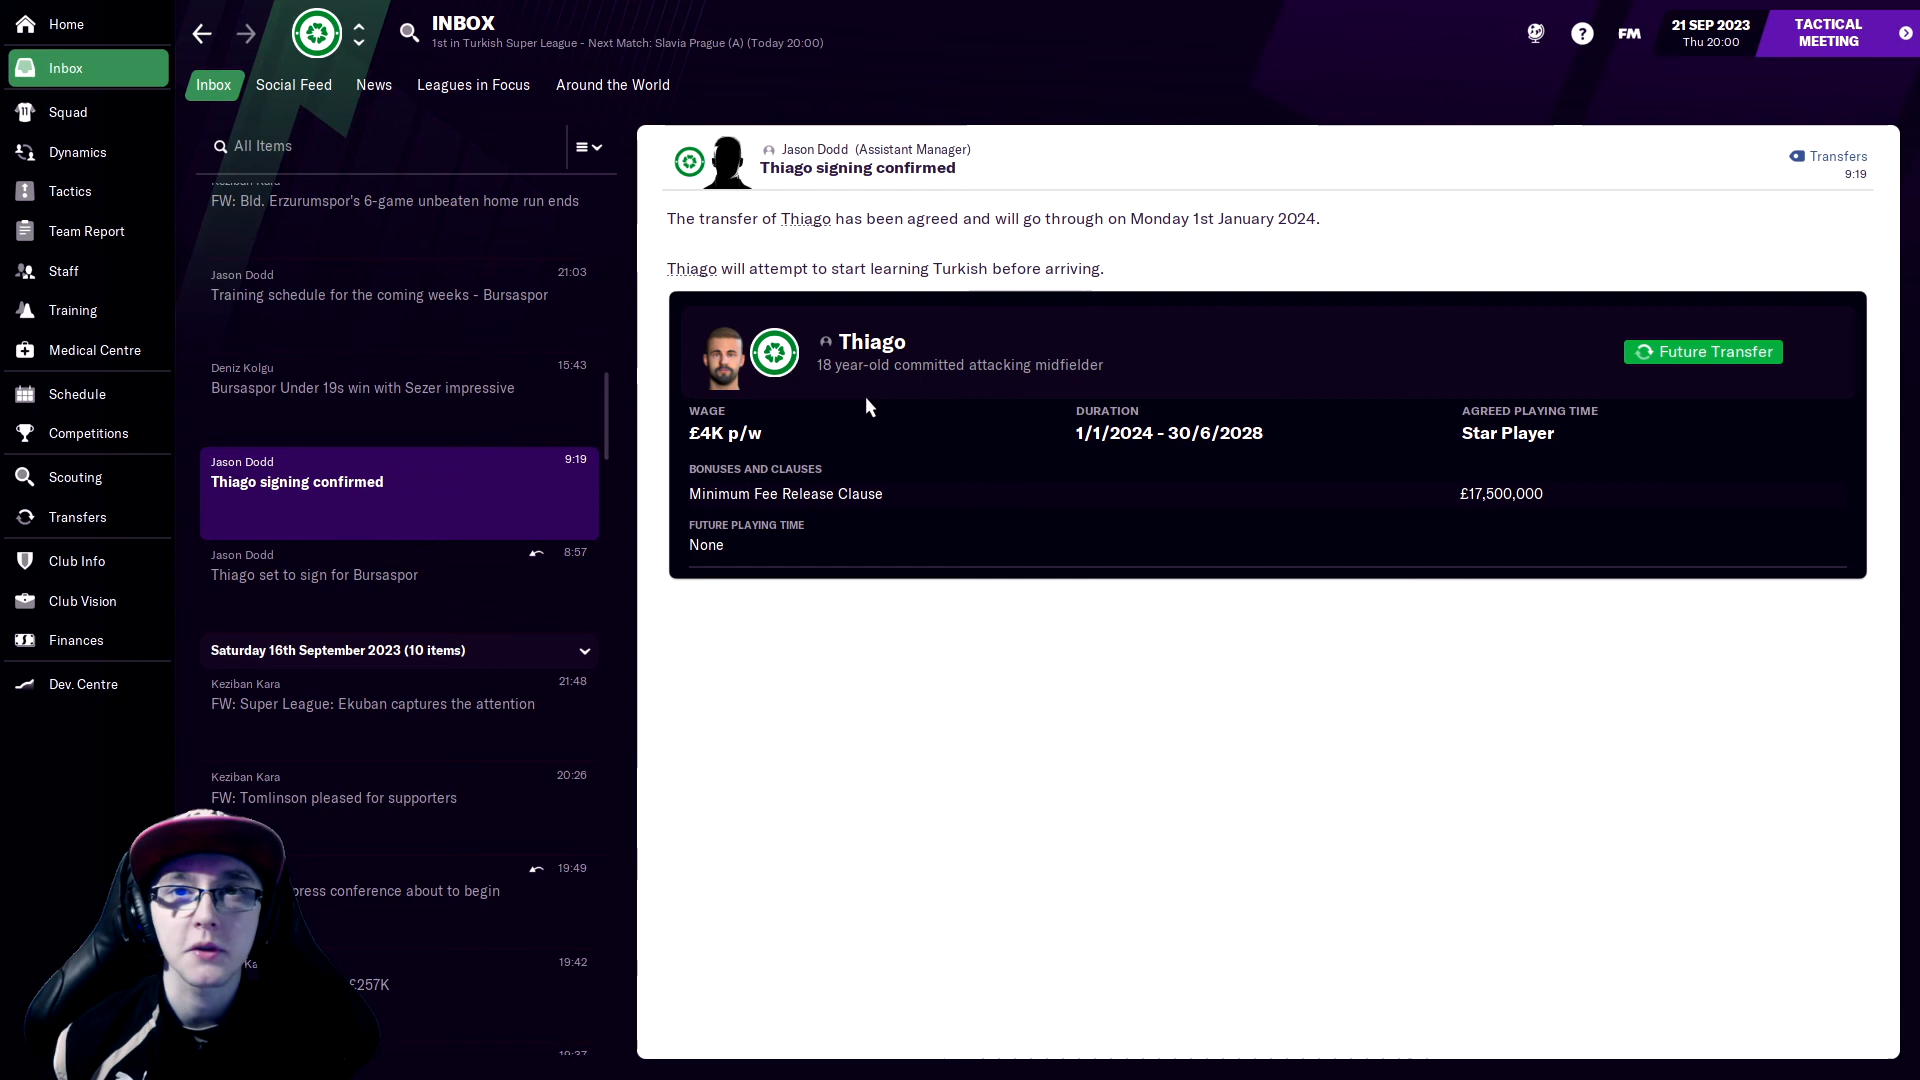 Home
Inbox
Squad
Dynamics
Tactics
Team Report
Staff
Training
Medical Centre
Schedule
Competitions
Scouting
Transfers
Club Info
Club Vision
Finances
Dev. Centre
INBOX
1st in Turkish Super League - Next Match: Slavia Prague (A) (Today 20:00)
FM
21 SEP 2023
Thu 20:00
TACTICAL
MEETING
Inbox
Social Feed
News
Leagues in Focus
Around the World
All Items
Keziban Kara
FW: Bld. Erzurumspor's 6-game unbeaten home run ends
Jason Dodd
21:03
Training schedule for the coming weeks - Bursaspor
Deniz Kolgu
15:43
Bursaspor Under 19s win with Sezer impressive
Jason Dodd
9:19
Thiago signing confirmed
Jason Dodd
8:57
Thiago set to sign for Bursaspor
Saturday 16th September 2023 (10 items)
Keziban Kara
21:48
FW: Super League: Ekuban captures the attention
Keziban Kara
20:26
FW: Tomlinson pleased for supporters
19:49
press conference about to begin
19:42
£257K
19:37
Jason Dodd (Assistant Manager)
Thiago signing confirmed
Transfers
9:19
The transfer of Thiago has been agreed and will go through on Monday 1st January 2024.
Thiago will attempt to start learning Turkish before arriving.
Thiago
18 year-old committed attacking midfielder
Future Transfer
WAGE
£4K p/w
DURATION
1/1/2024 - 30/6/2028
AGREED PLAYING TIME
Star Player
BONUSES AND CLAUSES
Minimum Fee Release Clause
£17,500,000
FUTURE PLAYING TIME
None